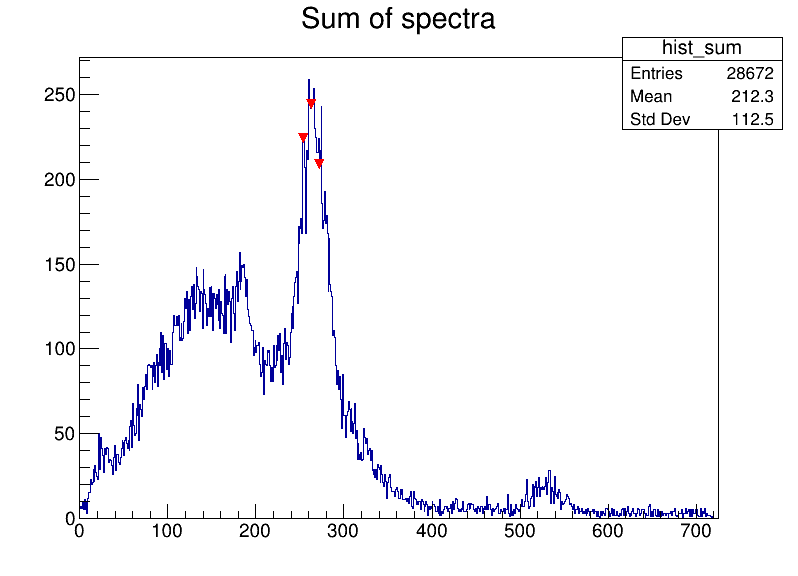 Sum of spectra
hist_sum
Entries 28672
Mean 212.3
Std Dev 112.5
250
200
150
100
50
0
0 100 200 300 400 500 600 700